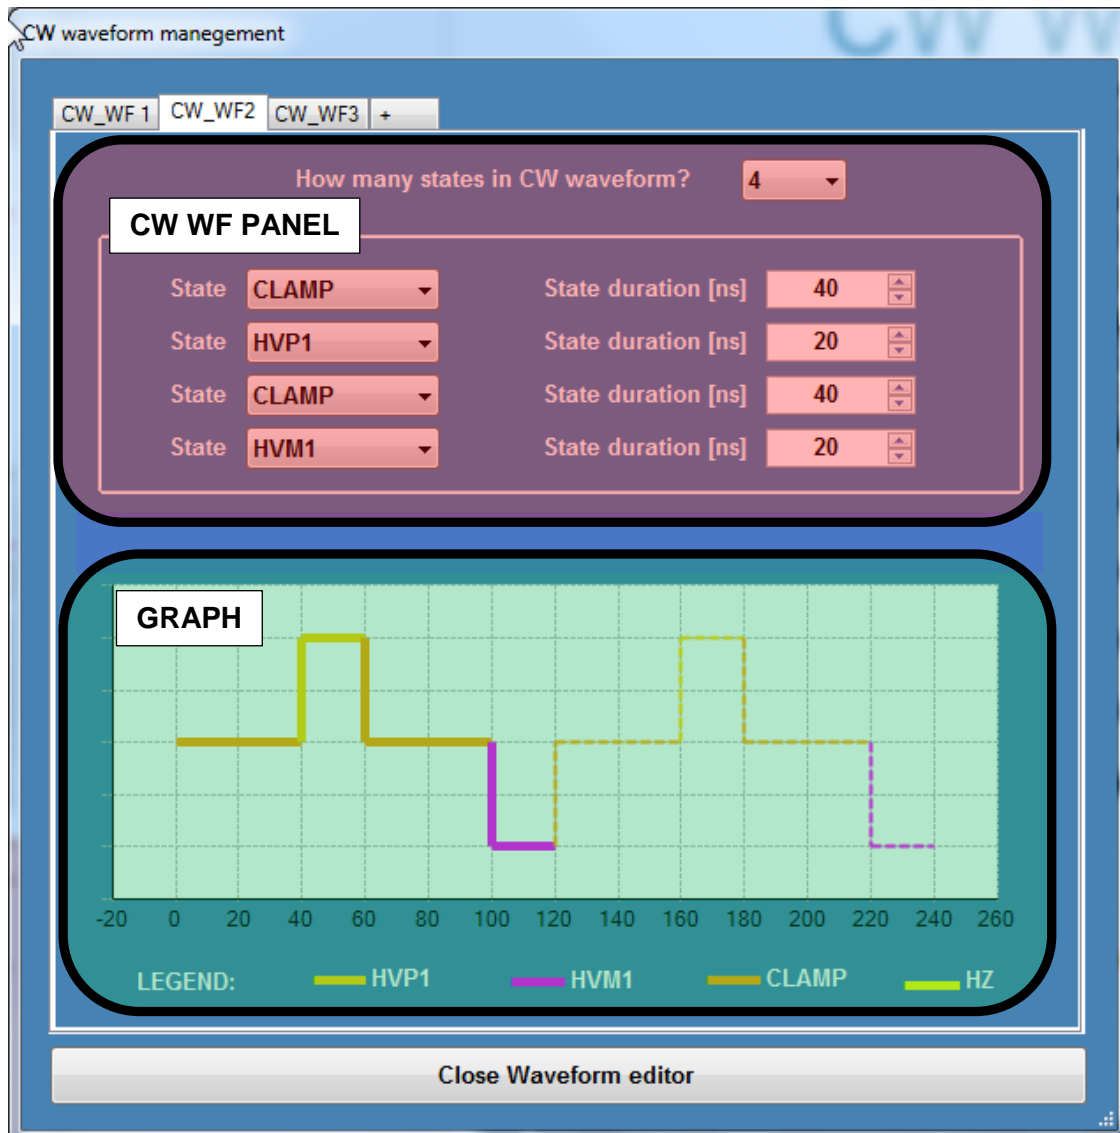 CW W
CW waveform manegement
CW_WF 1 CW_WF2 CW_WF3 +
How many states in CW waveform? 4
CW WF PANEL
State CLAMP State duration [ns] 40
State HVP1 State duration [ns] 20
State CLAMP State duration [ns] 40
State HVM1 State duration [ns] 20
GRAPH
-20 0 20 40 60 80 100 120 140 160 180 200 220 240 260
LEGEND: HVP1 HVM1 CLAMP HZ
Close Waveform editor